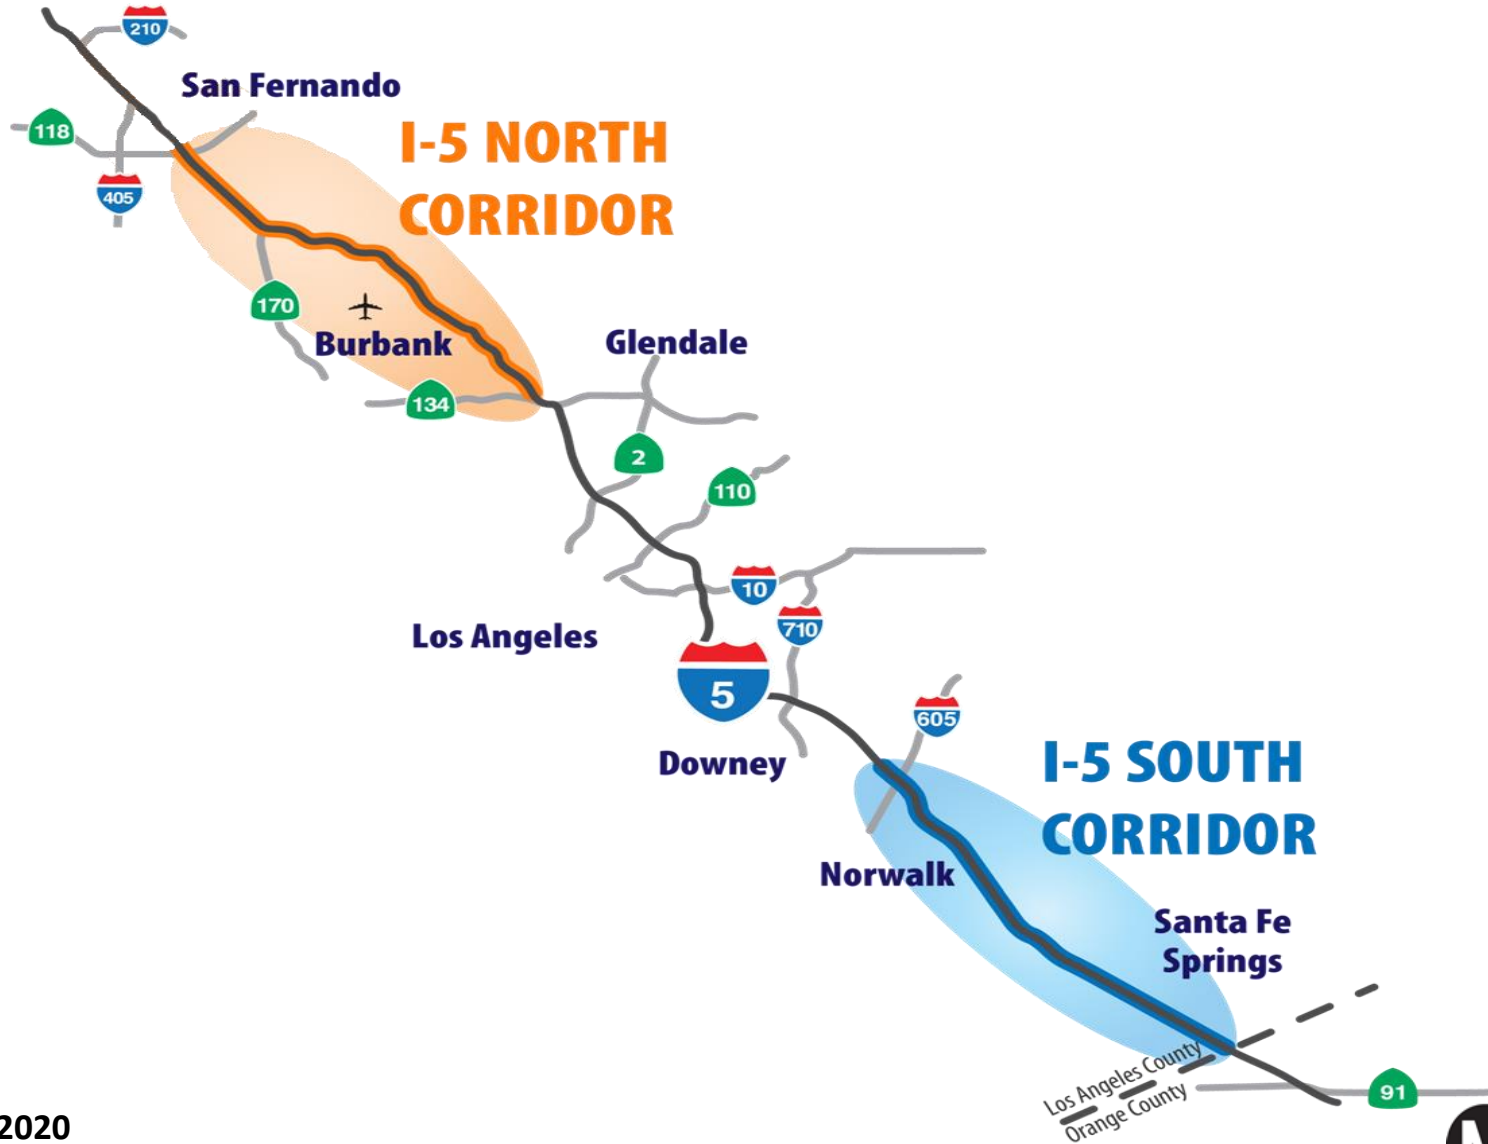 210
San Fernando
118
I-5 NORTH
CORRIDOR
405
170
Burbank
Glendale
134
2
110
10
710
Los Angeles
5
605
Downey
I-5 SOUTH
CORRIDOR
Norwalk
Santa Fe
Springs
Los Angeles County
Orange County
91
2020